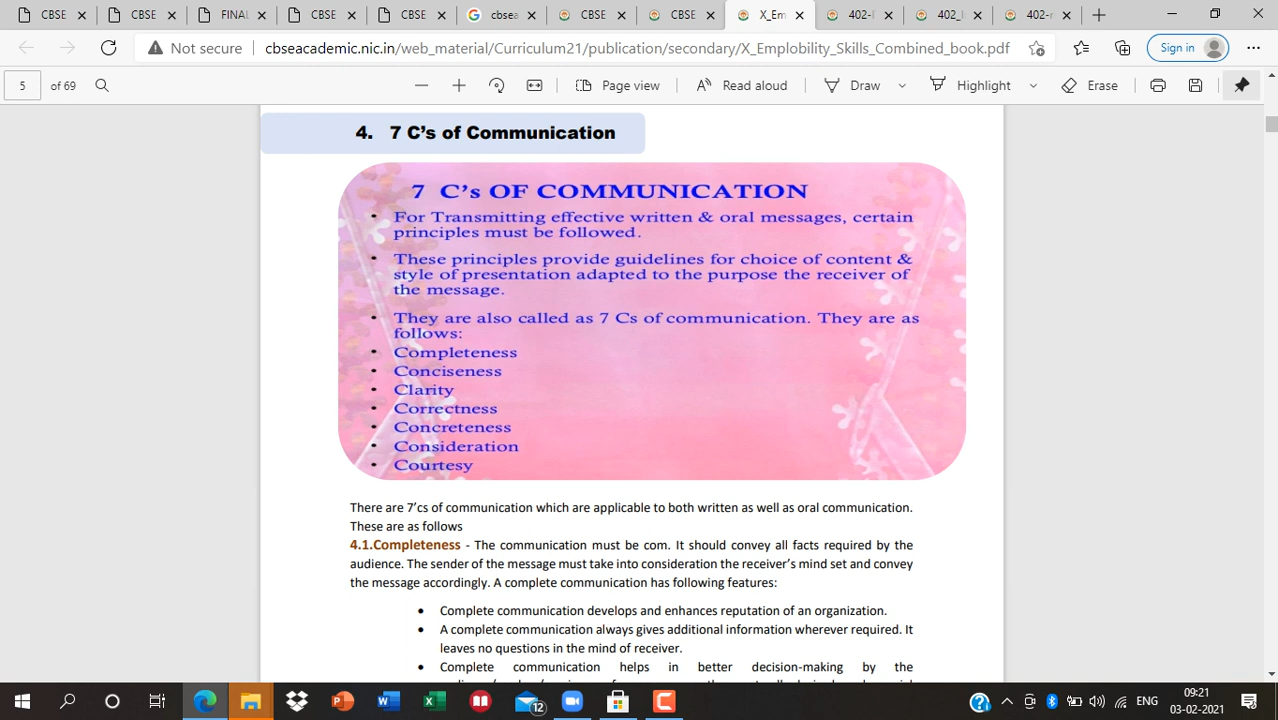 CBSE
CBSE
FINAL
CBSE
CBSE
cbsea
CBSE
CBSE
X_Em
402-
402_
402-r
Not secure
cbseacademic.nic.in/web_material/Curriculum21/publication/secondary/X_Emplobility_Skills_Combined_book.pdf
Sign in
5 of 69
Page view
Read aloud
Draw
Highlight
Erase
4. 7 C's of Communication
7 C's OF COMMUNICATION
• For Transmitting effective written & oral messages, certain
principles must be followed.
• These principles provide guidelines for choice of content &
style of presentation adapted to the purpose the receiver of
the message.
• They are also called as 7 Cs of communication. They are as
follows:
• Completeness
• Conciseness
• Clarity
• Correctness
• Concreteness
• Consideration
• Courtesy
There are 7'cs of communication which are applicable to both written as well as oral communication.
These are as follows
4.1.Completeness - The communication must be com. It should convey all facts required by the
audience. The sender of the message must take into consideration the receiver's mind set and convey
the message accordingly. A complete communication has following features:
• Complete communication develops and enhances reputation of an organization.
• A complete communication always gives additional information wherever required. It
leaves no questions in the mind of receiver.
• Complete communication helps in better decision-making by the
12
ENG
09:21
03-02-2021